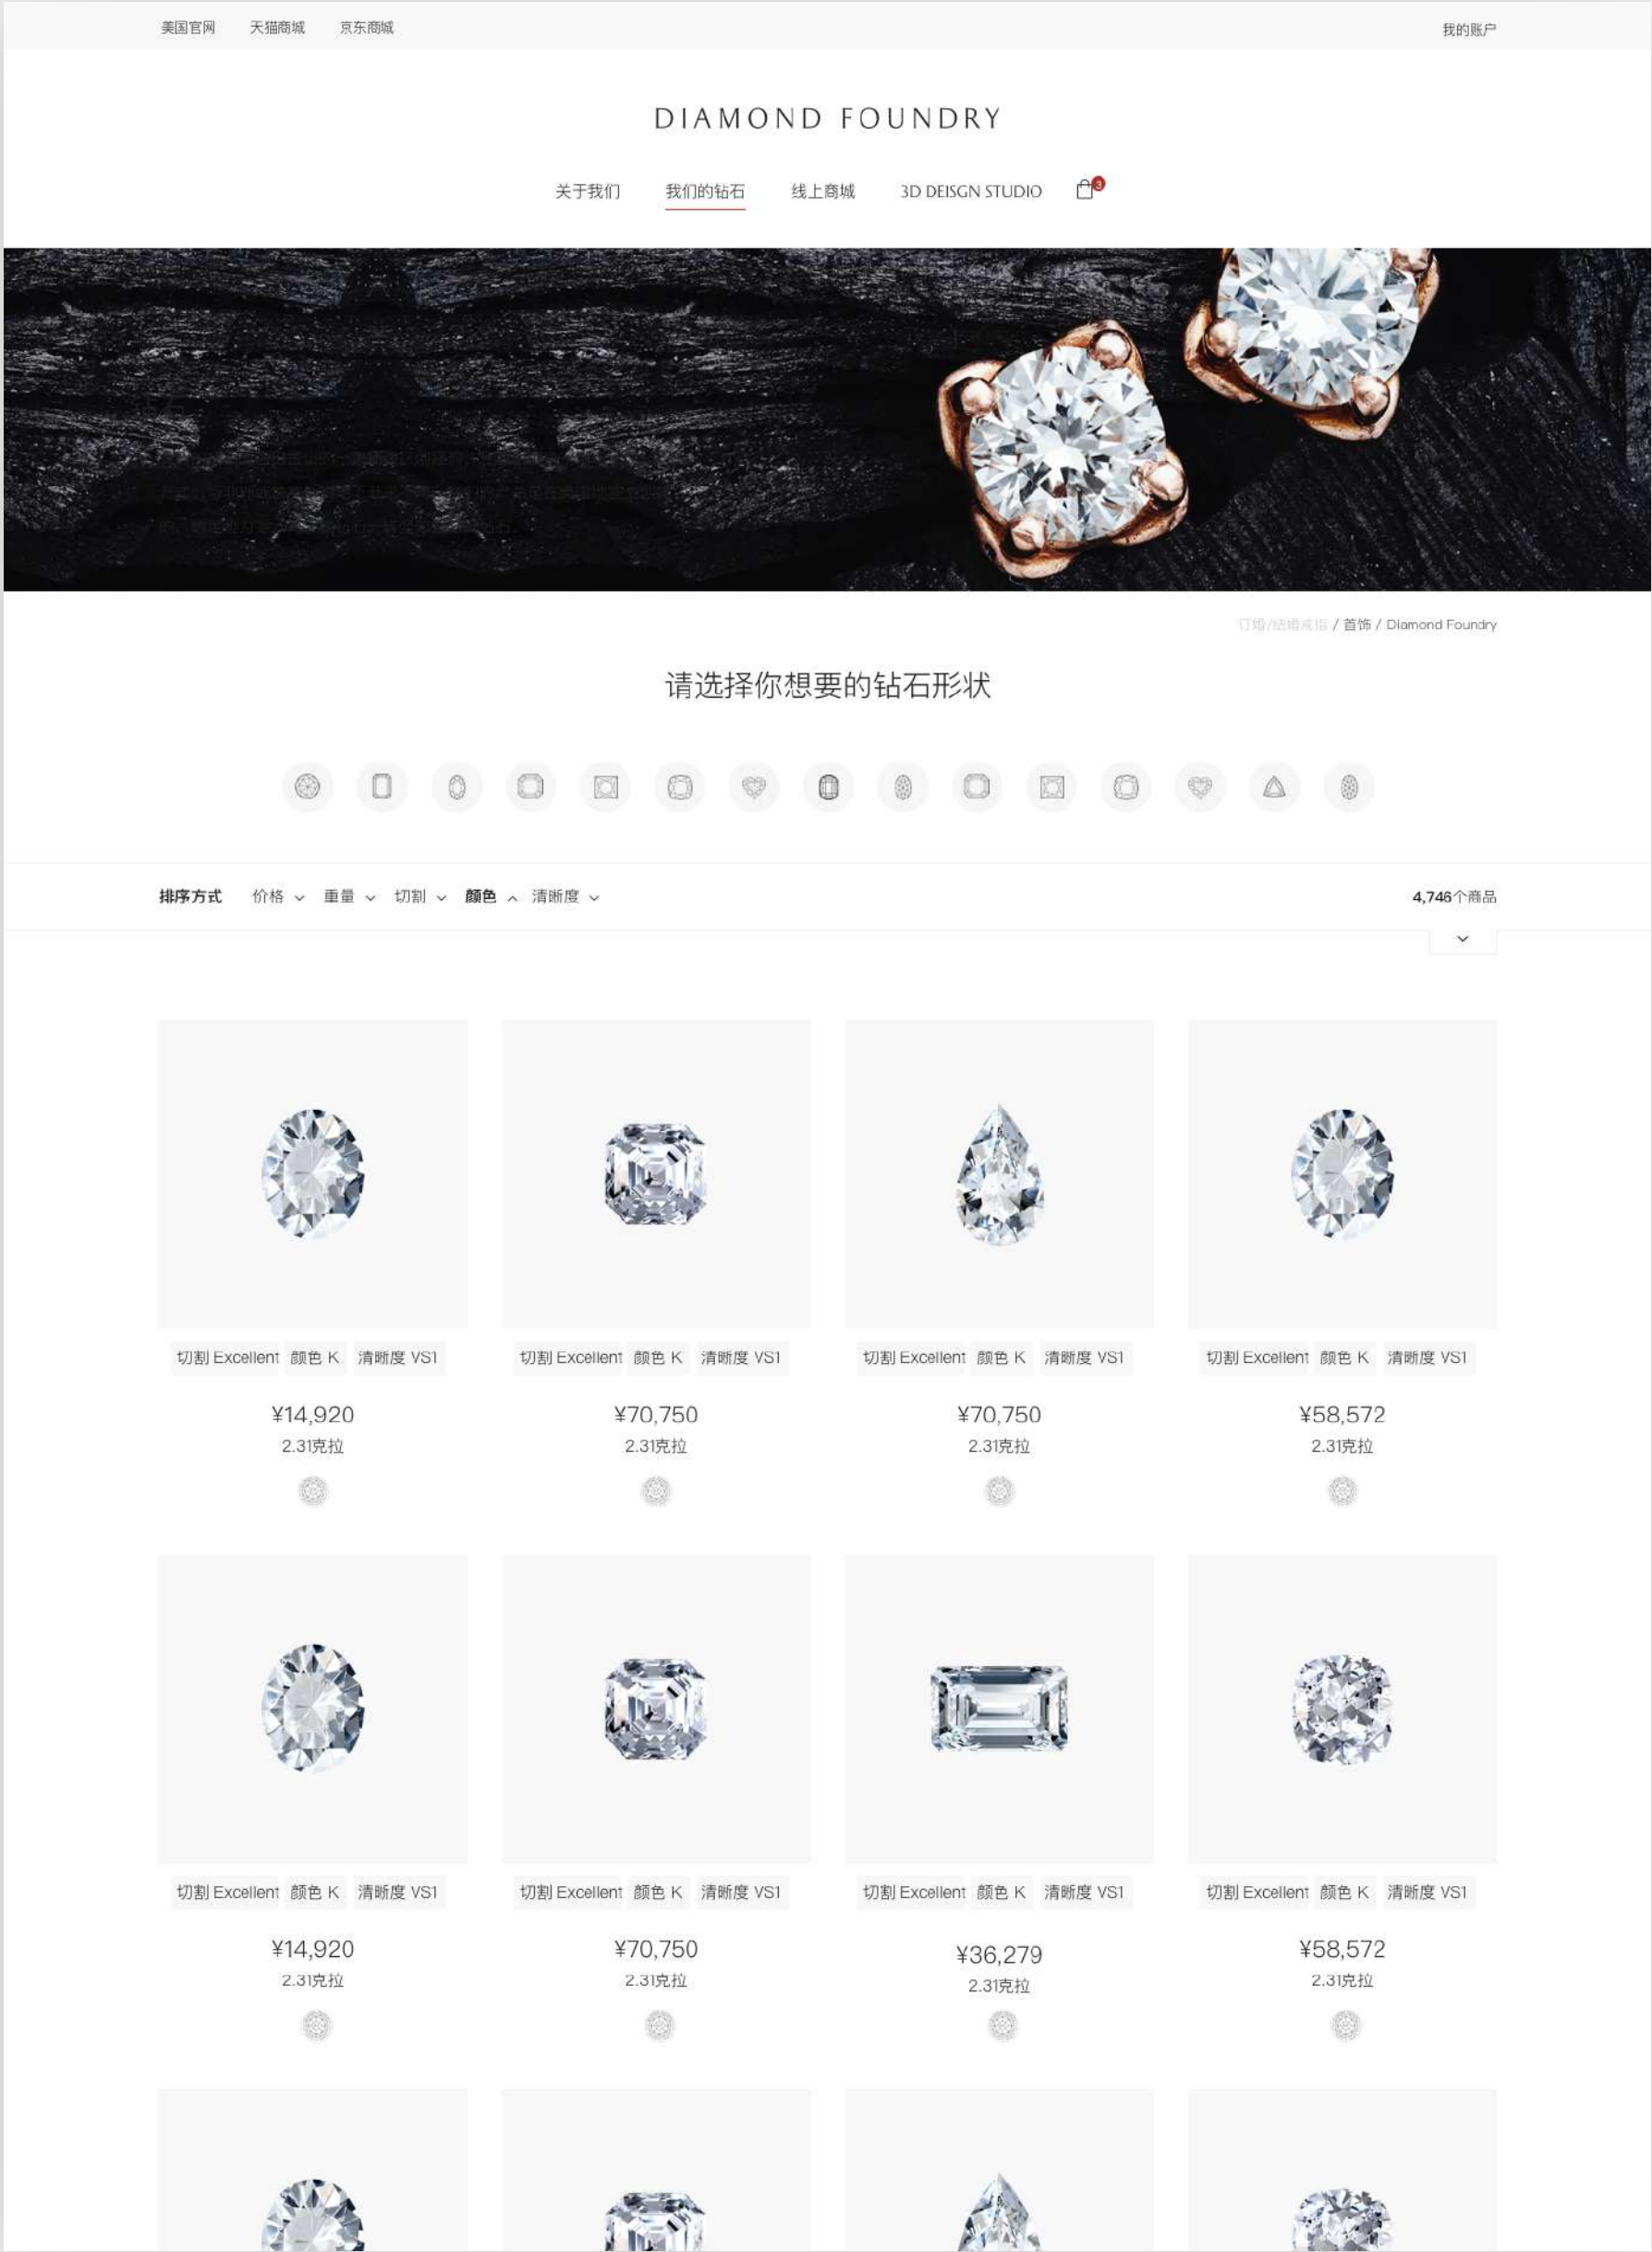 美国官网 天猫商城 京东商城 我的账户
DIAMOND FOUNDRY
关于我们 我们的钻石 线上商城 3D DEISGN STUDIO 3
订婚/结婚戒指 / 首饰 / Diamond Foundry
请选择你想要的钻石形状
排序方式 价格 重量 切割 颜色 清晰度 4,746个商品
切割 Excellent 颜色 K 清晰度 VS1 切割 Excellent 颜色 K 清晰度 VS1 切割 Excellent 颜色 K 清晰度 VS1 切割 Excellent 颜色 K 清晰度 VS1
¥14,920 ¥70,750 ¥70,750 ¥58,572
2.31克拉 2.31克拉 2.31克拉 2.31克拉
切割 Excellent 颜色 K 清晰度 VS1 切割 Excellent 颜色 K 清晰度 VS1 切割 Excellent 颜色 K 清晰度 VS1 切割 Excellent 颜色 K 清晰度 VS1
¥14,920 ¥70,750 ¥36,279 ¥58,572
2.31克拉 2.31克拉 2.31克拉 2.31克拉